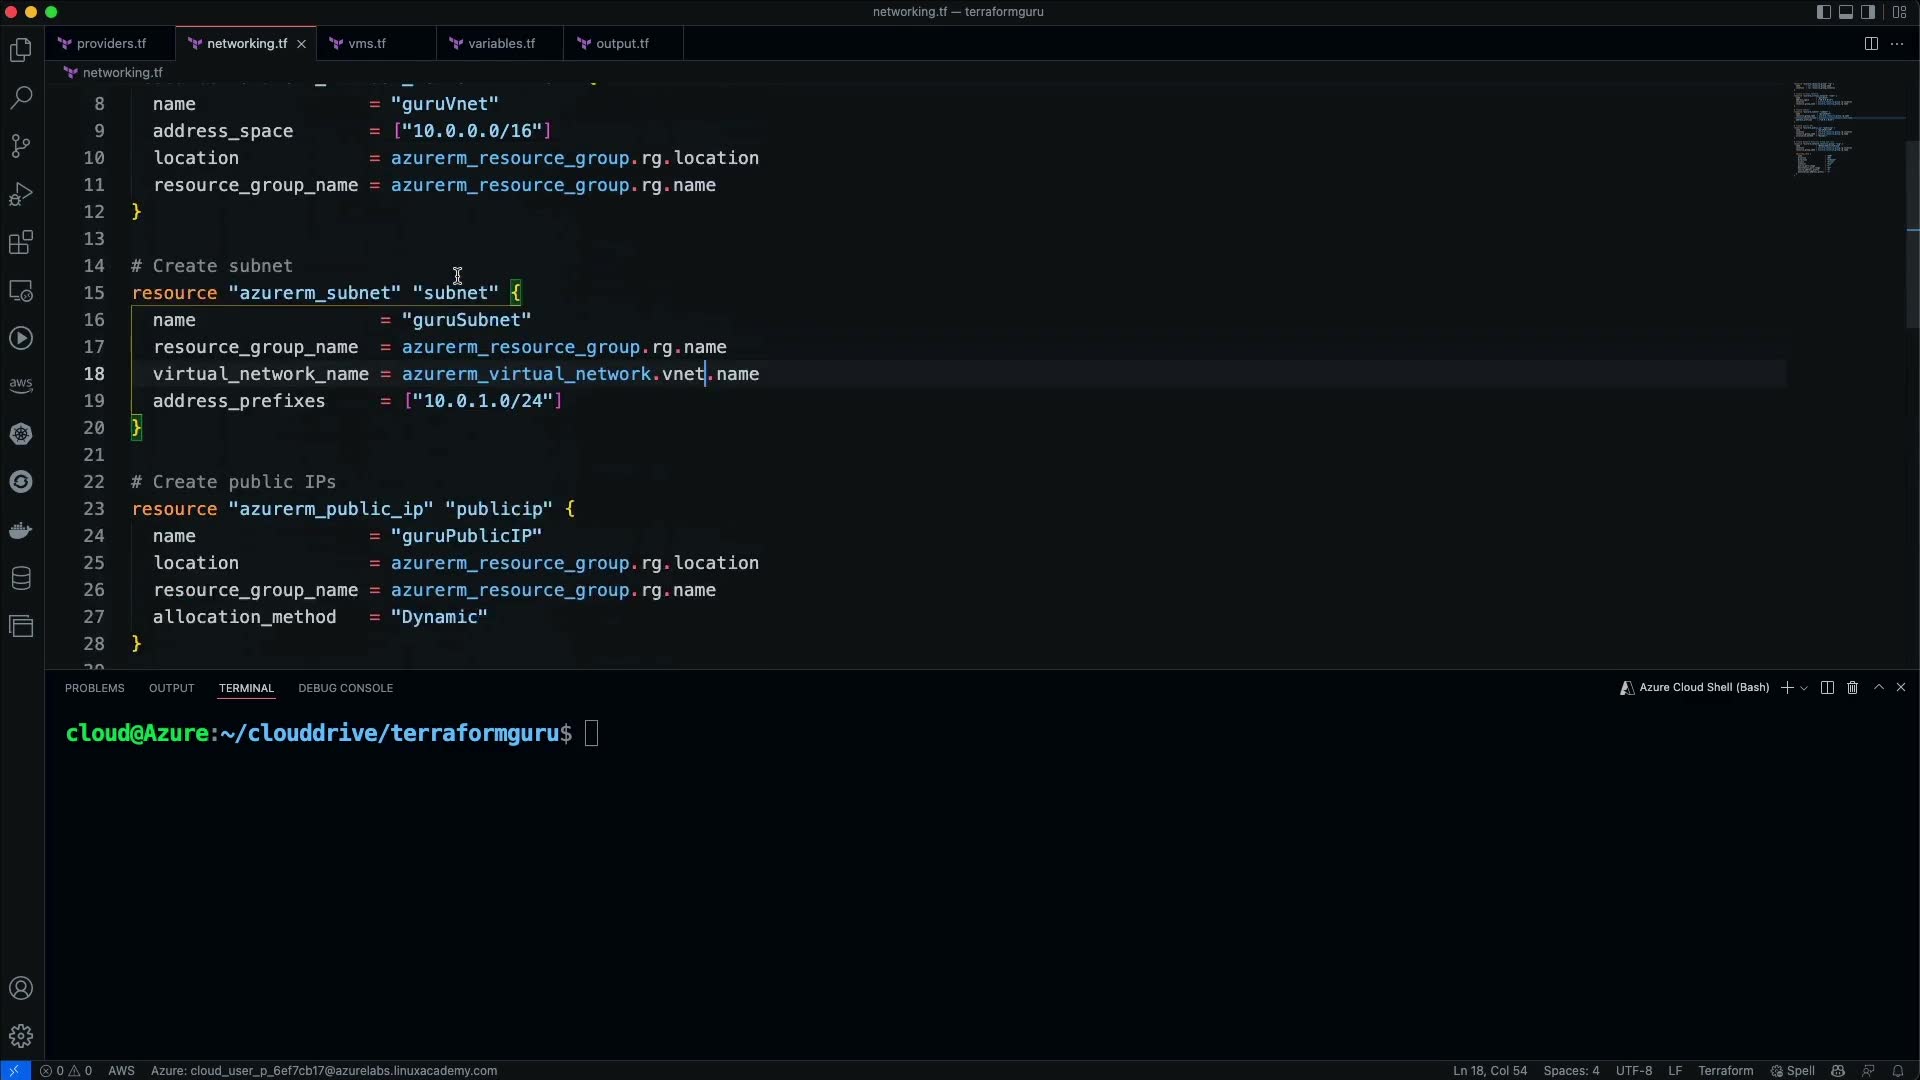 networking.tf — terraformguru
providers.tf
networking.tf
vms.tf
variables.tf
output.tf
networking.tf
8 name = "guruVnet"
9 address_space = ["10.0.0.0/16"]
10 location = azurerm_resource_group.rg.location
11 resource_group_name = azurerm_resource_group.rg.name
12 }
13
14 # Create subnet
15 resource "azurerm_subnet" "subnet" {
16 name = "guruSubnet"
17 resource_group_name = azurerm_resource_group.rg.name
18 virtual_network_name = azurerm_virtual_network.vnet.name
19 address_prefixes = ["10.0.1.0/24"]
20 }
21
22 # Create public IPs
23 resource "azurerm_public_ip" "publicip" {
24 name = "guruPublicIP"
25 location = azurerm_resource_group.rg.location
26 resource_group_name = azurerm_resource_group.rg.name
27 allocation_method = "Dynamic"
28 }
aws
PROBLEMS OUTPUT TERMINAL DEBUG CONSOLE
Azure Cloud Shell (Bash)
cloud@Azure:~/clouddrive/terraformguru$
0 0 AWS Azure: cloud_user_p_6ef7cb17@azurelabs.linuxacademy.com
Ln 18, Col 54 Spaces: 4 UTF-8 LF Terraform Spell